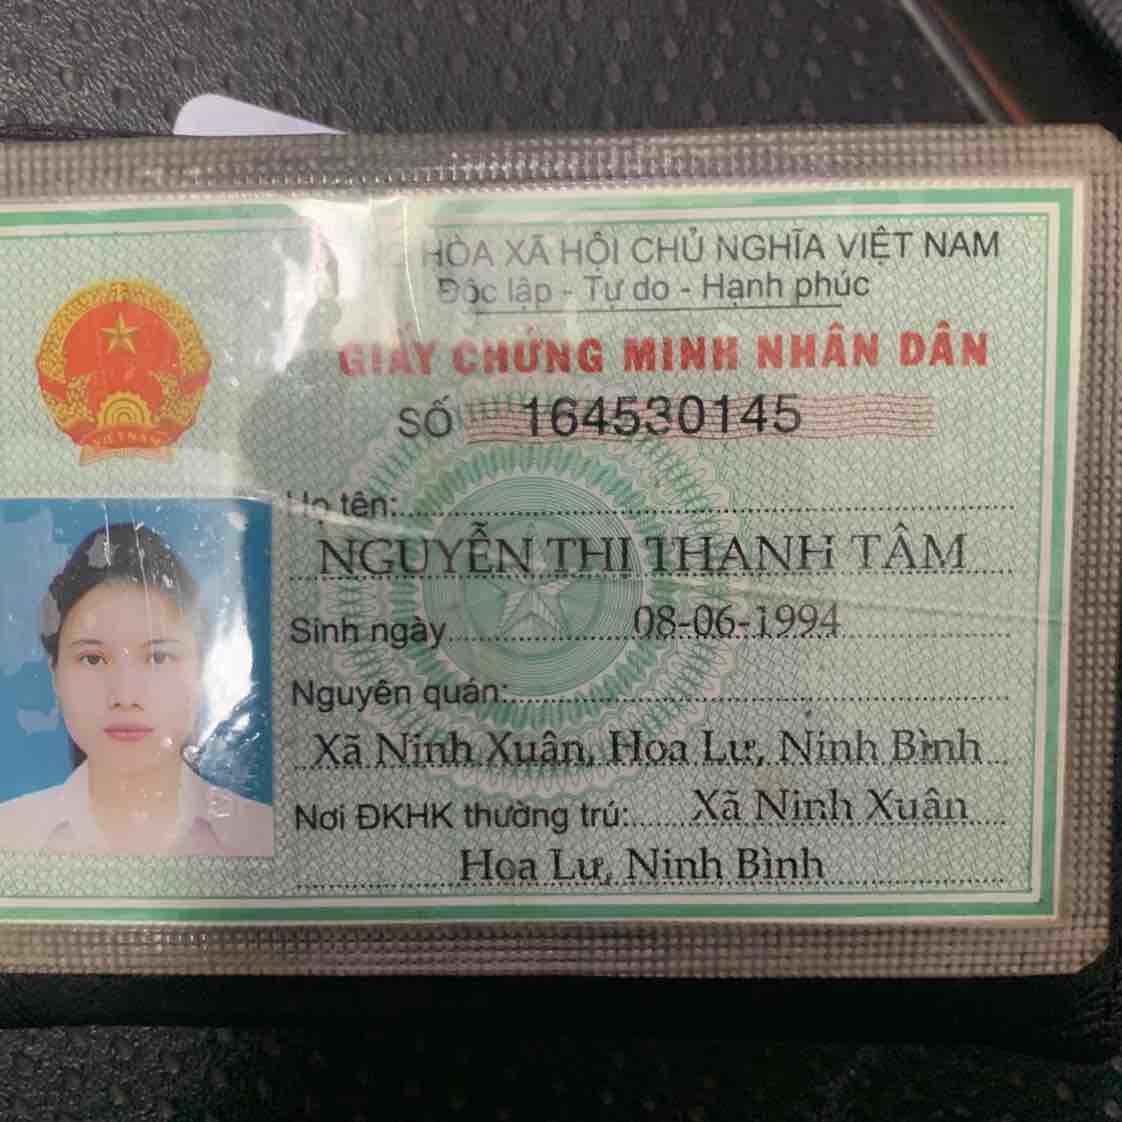 HÒA XÃ HỘI CHỦ NGHĨA VIỆT NAM
Độc lập - Tự do - Hạnh phúc
GIẤY CHỨNG MINH NHÂN DÂN
SỐ 164530145
Họ tên:
NGUYỄN THỊ THANH TÂM
Sinh ngày 08-06-1994
Nguyên quán:
Xã Ninh Xuân, Hoa Lư, Ninh Bình
Nơi ĐKHK thường trú: Xã Ninh Xuân
Hoa Lư, Ninh Bình
VIETNAM